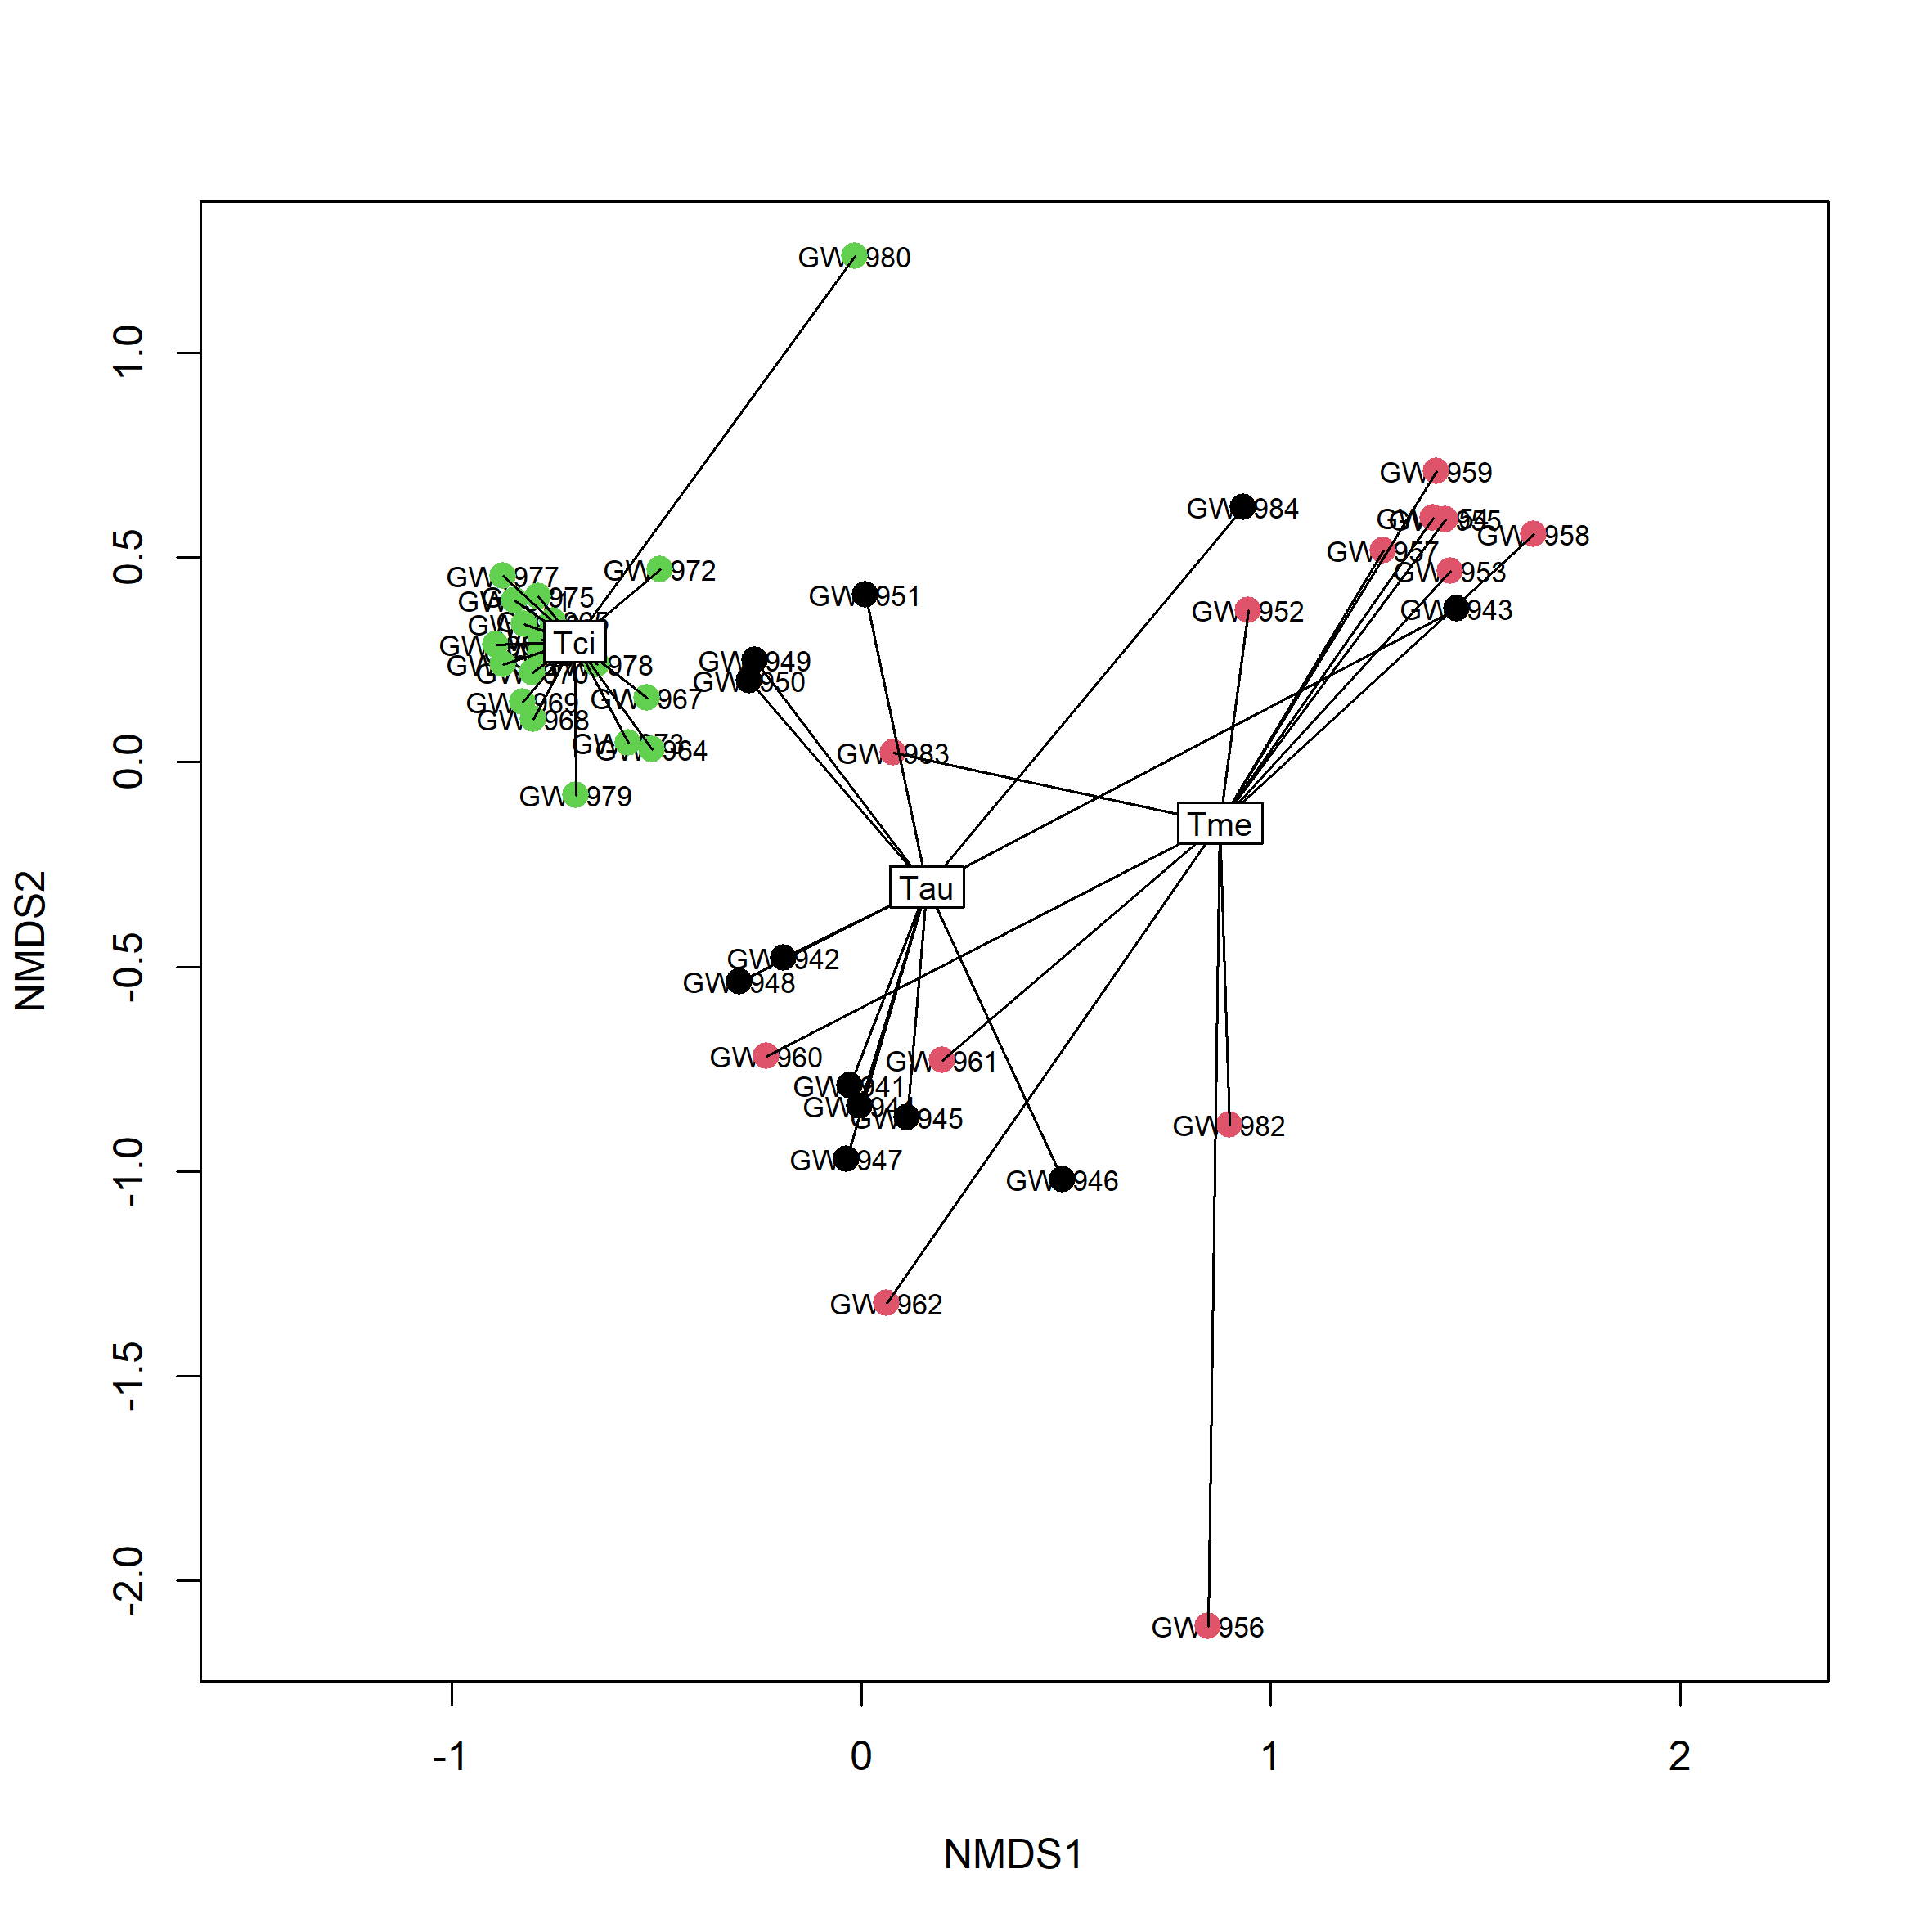 GW 980
1.0
GW 959
GW 984
GW 958
0.5
GW 957
GW 953
GW 972
GW 977
GW 975
GW 951
GW 943
GW 952
Tci
GW 949
GW 978
GW 950
GW 967
GW 969
GW 968
GW 964
GW 983
0.0
GW 979
Tme
Tau
NMDS2
-0.5
GW 942
GW 948
GW 960
GW 961
GW 941
GW 945
GW 982
GW 947
-1.0
GW 946
GW 962
-1.5
-2.0
GW 956
-1
0
1
2
NMDS1